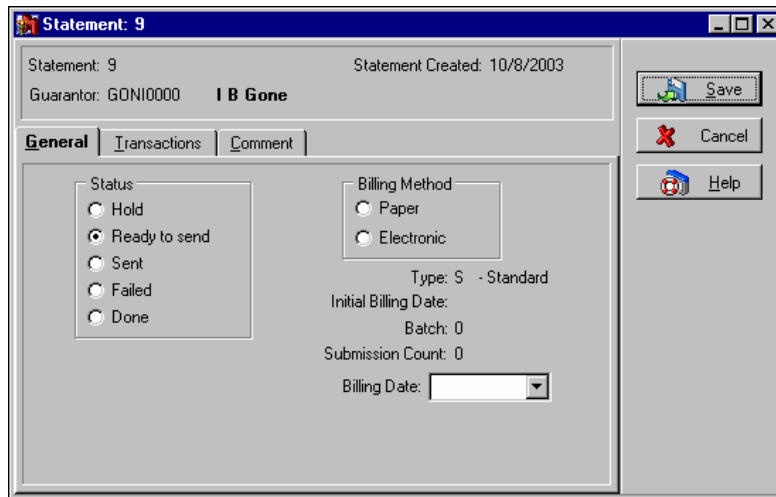 Statement: 9
Statement: 9
Statement Created: 10/8/2003
Guarantor: GONI0000 I B Gone
General
Transactions
Comment
Status
Hold
Ready to send
Sent
Failed
Done
Billing Method
Paper
Electronic
Type: S - Standard
Initial Billing Date:
Batch: 0
Submission Count: 0
Billing Date:
Save
Cancel
Help